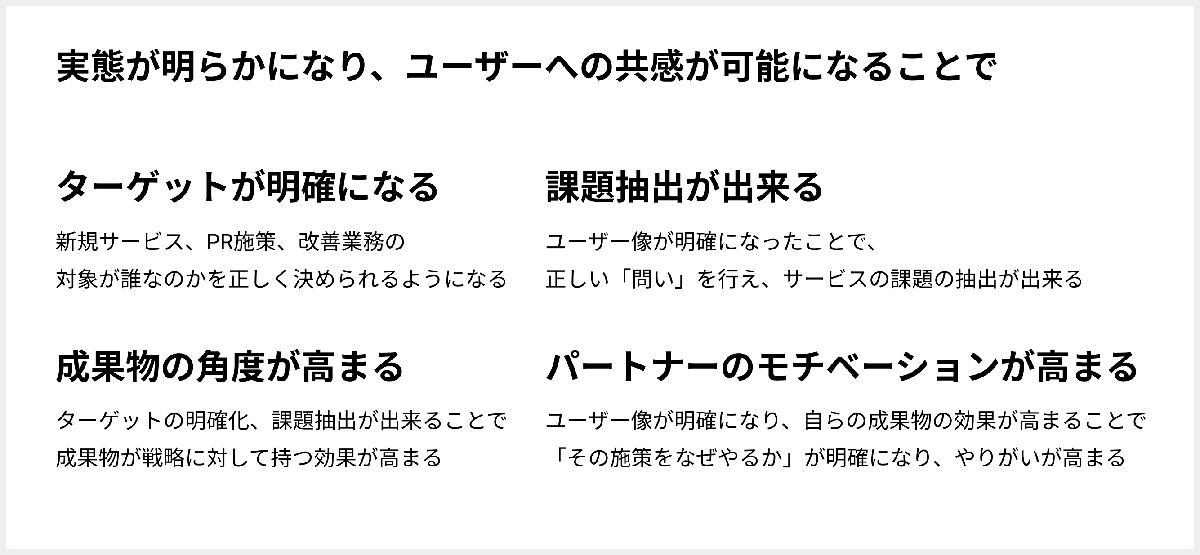 実態が明らかになり、ユーザーへの共感が可能になることで
ターゲットが明確になる
新規サービス、PR施策、改善業務の
対象が誰なのかを正しく決められるようになる
課題抽出が出来る
ユーザー像が明確になったことで、
正しい「問い」を行え、サービスの課題の抽出が出来る
成果物の角度が高まる
ターゲットの明確化、課題抽出が出来ることで
成果物が戦略に対して持つ効果が高まる
パートナーのモチベーションが高まる
ユーザー像が明確になり、自らの成果物の効果が高まることで
「その施策をなぜやるか」が明確になり、やりがいが高まる